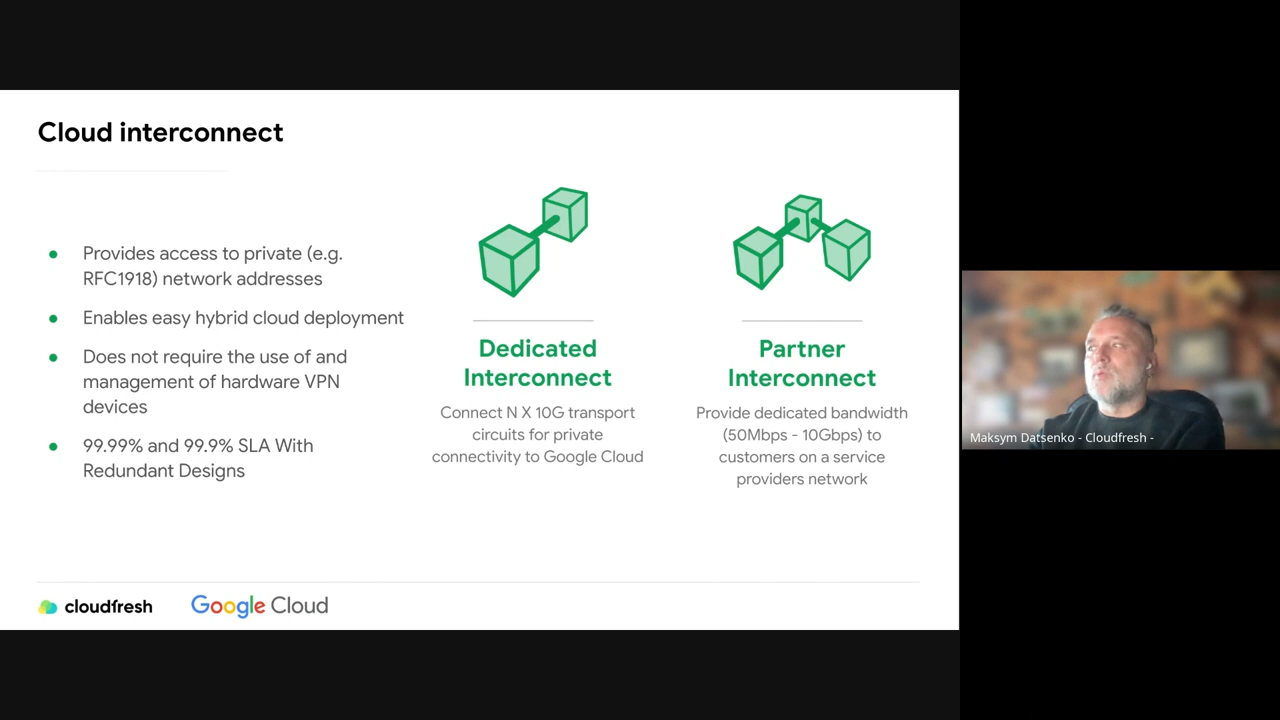 Cloud interconnect
Provides access to private (e.g.
RFC1918) network addresses
Enables easy hybrid cloud deployment
Does not require the use of and
management of hardware VPN
devices
99.99% and 99.9% SLA With
Redundant Designs
Dedicated
Interconnect
Connect N X 10G transport
circuits for private
connectivity to Google Cloud
Partner
Interconnect
Provide dedicated bandwidth
(50Mbps - 10Gbps) to
customers on a service
providers network
cloudfresh
Google Cloud
Maksym Datsenko - Cloudfresh -